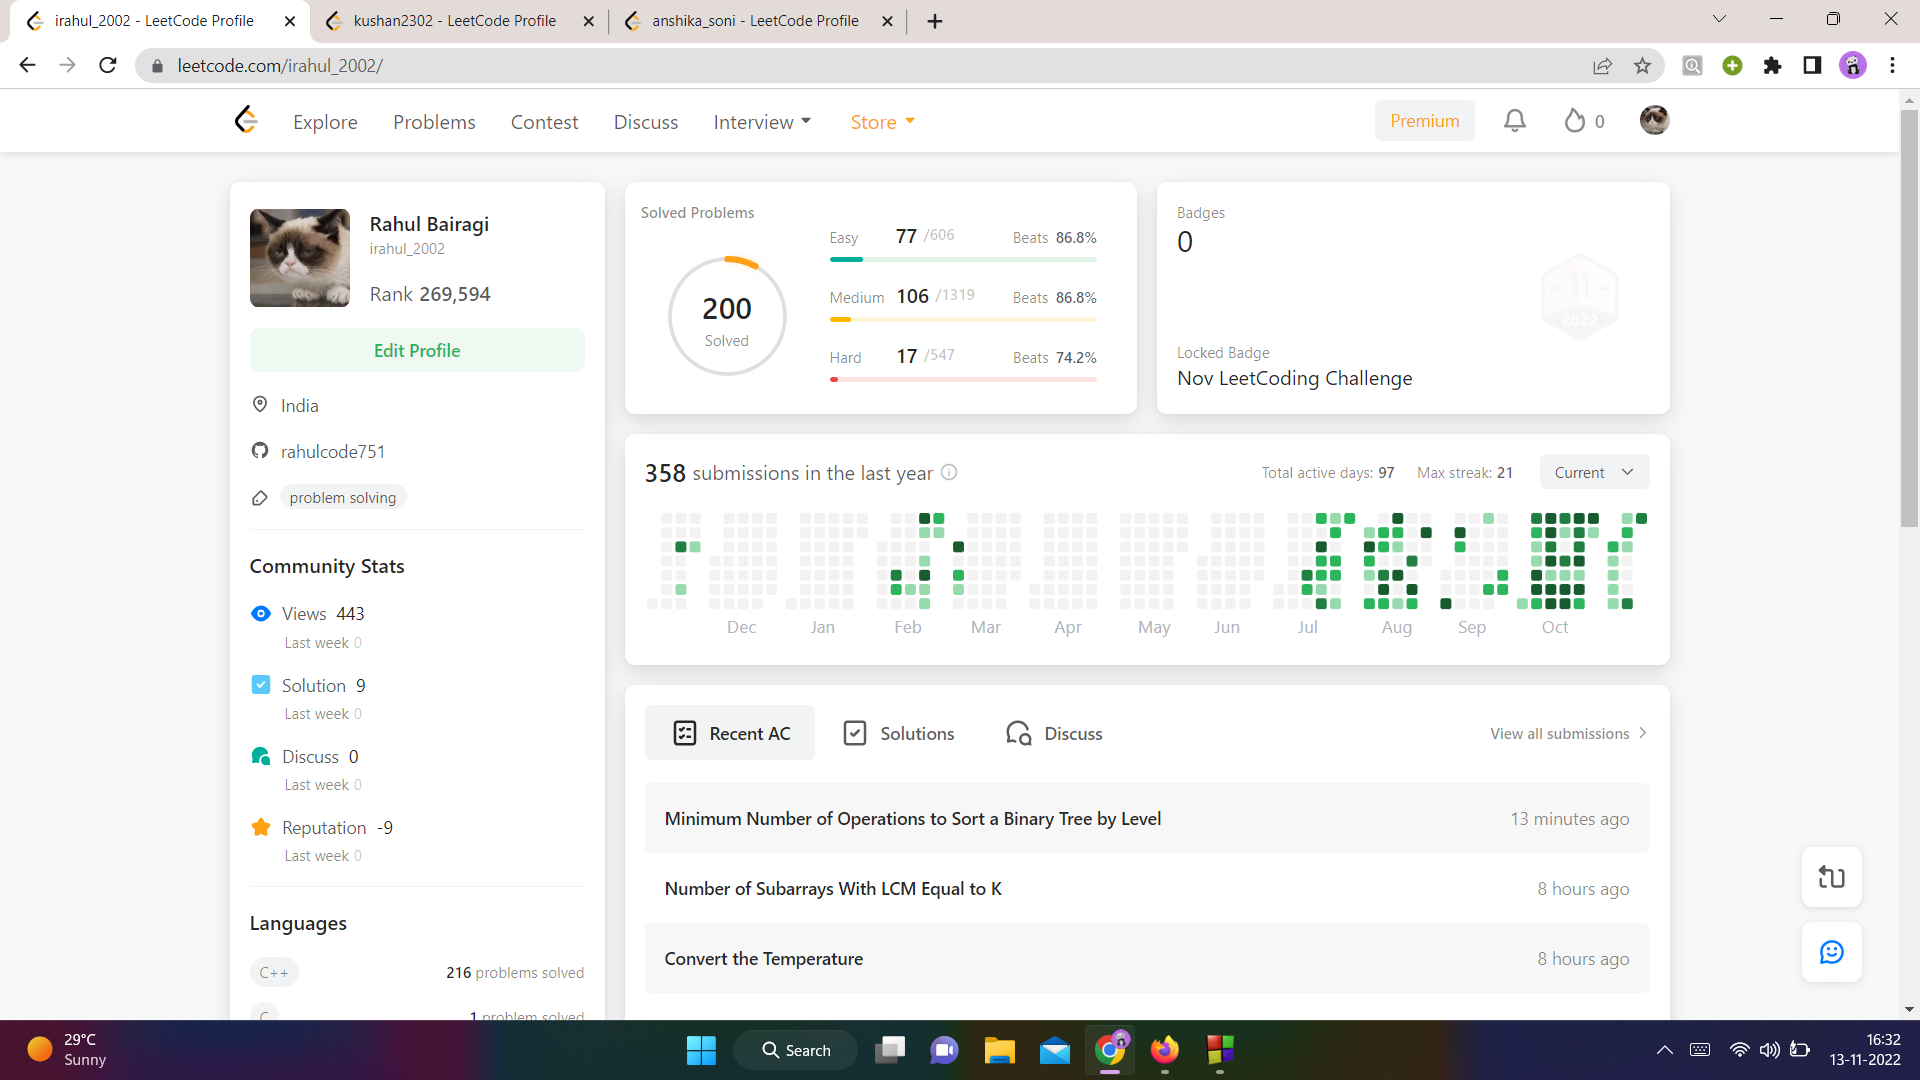 irahul_2002 - LeetCode Profile
kushan2302 - LeetCode Profile
anshika_soni - LeetCode Profile
leetcode.com/irahul_2002/
Explore
Problems
Contest
Discuss
Interview
Store
Premium
0
Rahul Bairagi
irahul_2002
Rank 269,594
Edit Profile
India
rahulcode751
problem solving
Community Stats
Views 443
Last week 0
Solution 9
Last week 0
Discuss 0
Last week 0
Reputation -9
Last week 0
Languages
C++ 216 problems solved
C 1 problem solved
Solved Problems
200
Solved
Easy 77 /606 Beats 86.8%
Medium 106 /1319 Beats 86.8%
Hard 17 /547 Beats 74.2%
Badges
0
11
2022
Locked Badge
Nov LeetCoding Challenge
358 submissions in the last year
Total active days: 97
Max streak: 21
Current
Dec Jan Feb Mar Apr May Jun Jul Aug Sep Oct
Recent AC
Solutions
Discuss
View all submissions
Minimum Number of Operations to Sort a Binary Tree by Level 13 minutes ago
Number of Subarrays With LCM Equal to K 8 hours ago
Convert the Temperature 8 hours ago
29°C
Sunny
Search
16:32
13-11-2022